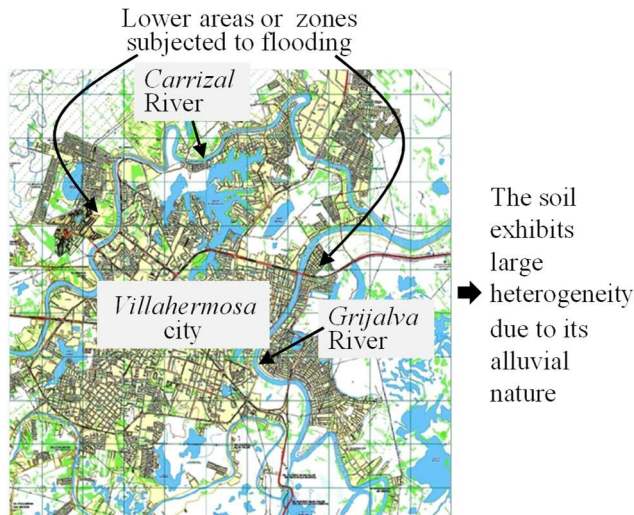 Lower areas or zones
subjected to flooding
Carrizal
River
Villahermosa
city
Grijalva
River
The soil
exhibits
large
heterogeneity
due to its
alluvial
nature